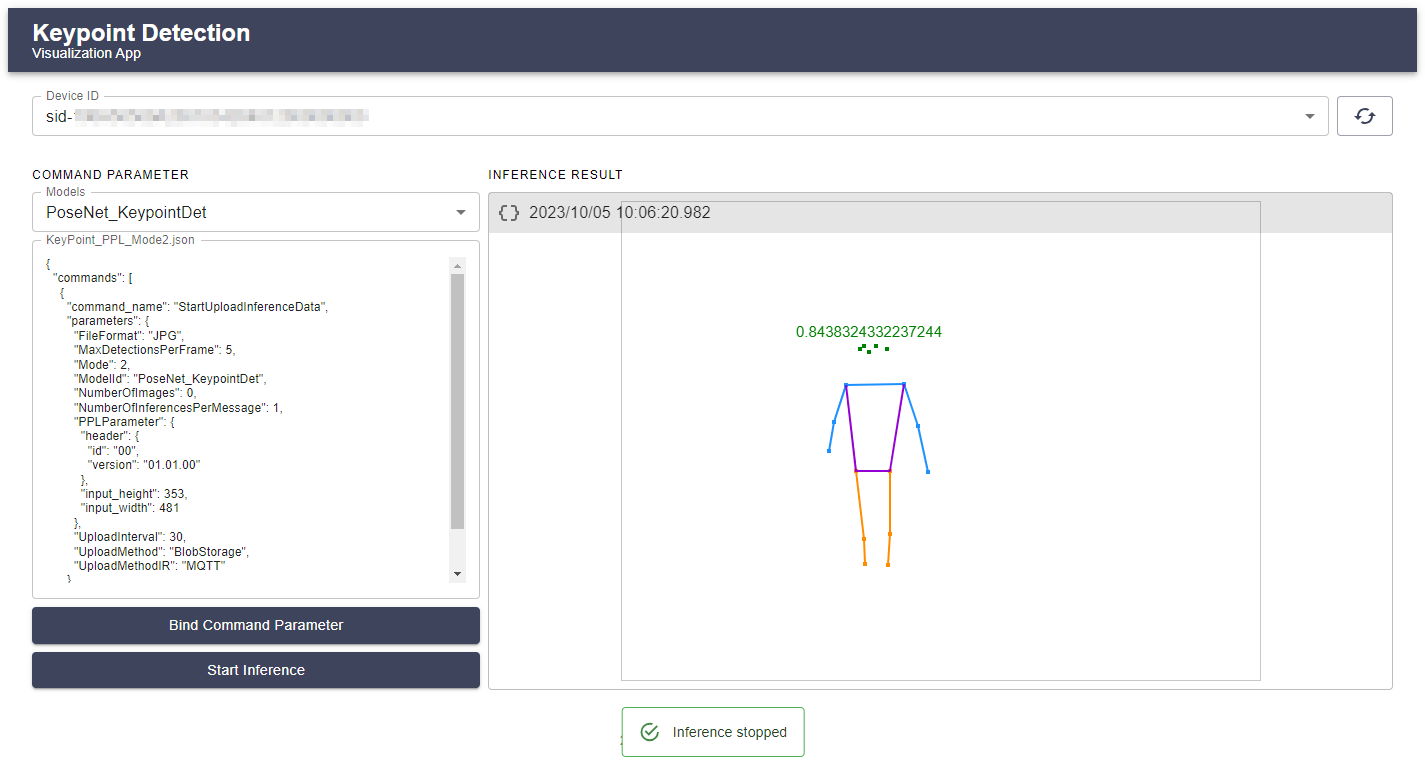 Keypoint Detection
Visualization App
Device ID
sid-
COMMAND PARAMETER
Models
PoseNet_KeypointDet
KeyPoint_PPL_Mode2.json
{
"commands": [
{
"command_name": "StartUploadInferenceData",
"parameters": {
"FileFormat": "JPG",
"MaxDetectionsPerFrame": 5,
"Mode": 2,
"ModelId": "PoseNet_KeypointDet",
"NumberOfImages": 0,
"NumberOfInferencesPerMessage": 1,
"PPLParameter": {
"header": {
"id": "00",
"version": "01.01.00"
},
"input_height": 353,
"input_width": 481
},
"UploadInterval": 30,
"UploadMethod": "BlobStorage",
"UploadMethodIR": "MQTT"
}
Bind Command Parameter
Start Inference
INFERENCE RESULT
{} 2023/10/05 10:06:20.982
0.8438324332237244
Inference stopped